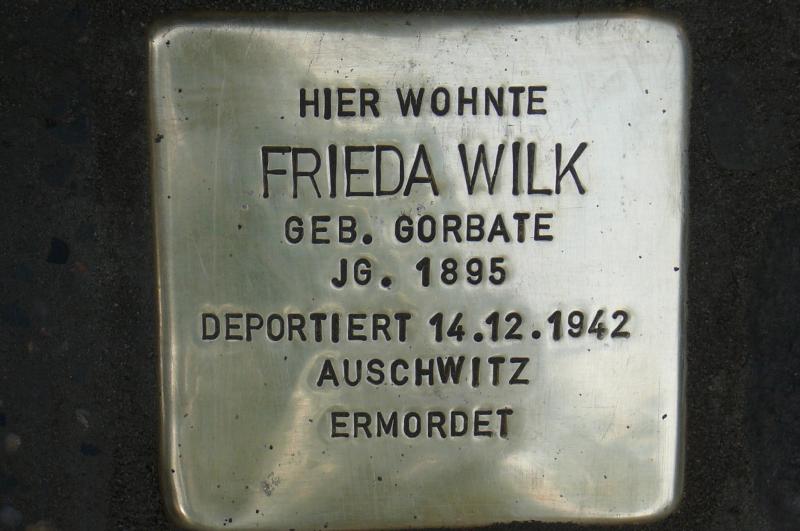 HIER WOHNTE
FRIEDA WILK
GEB. GORBATE
JG. 1895
DEPORTIERT 14.12.1942
AUSCHWITZ
ERMORDET